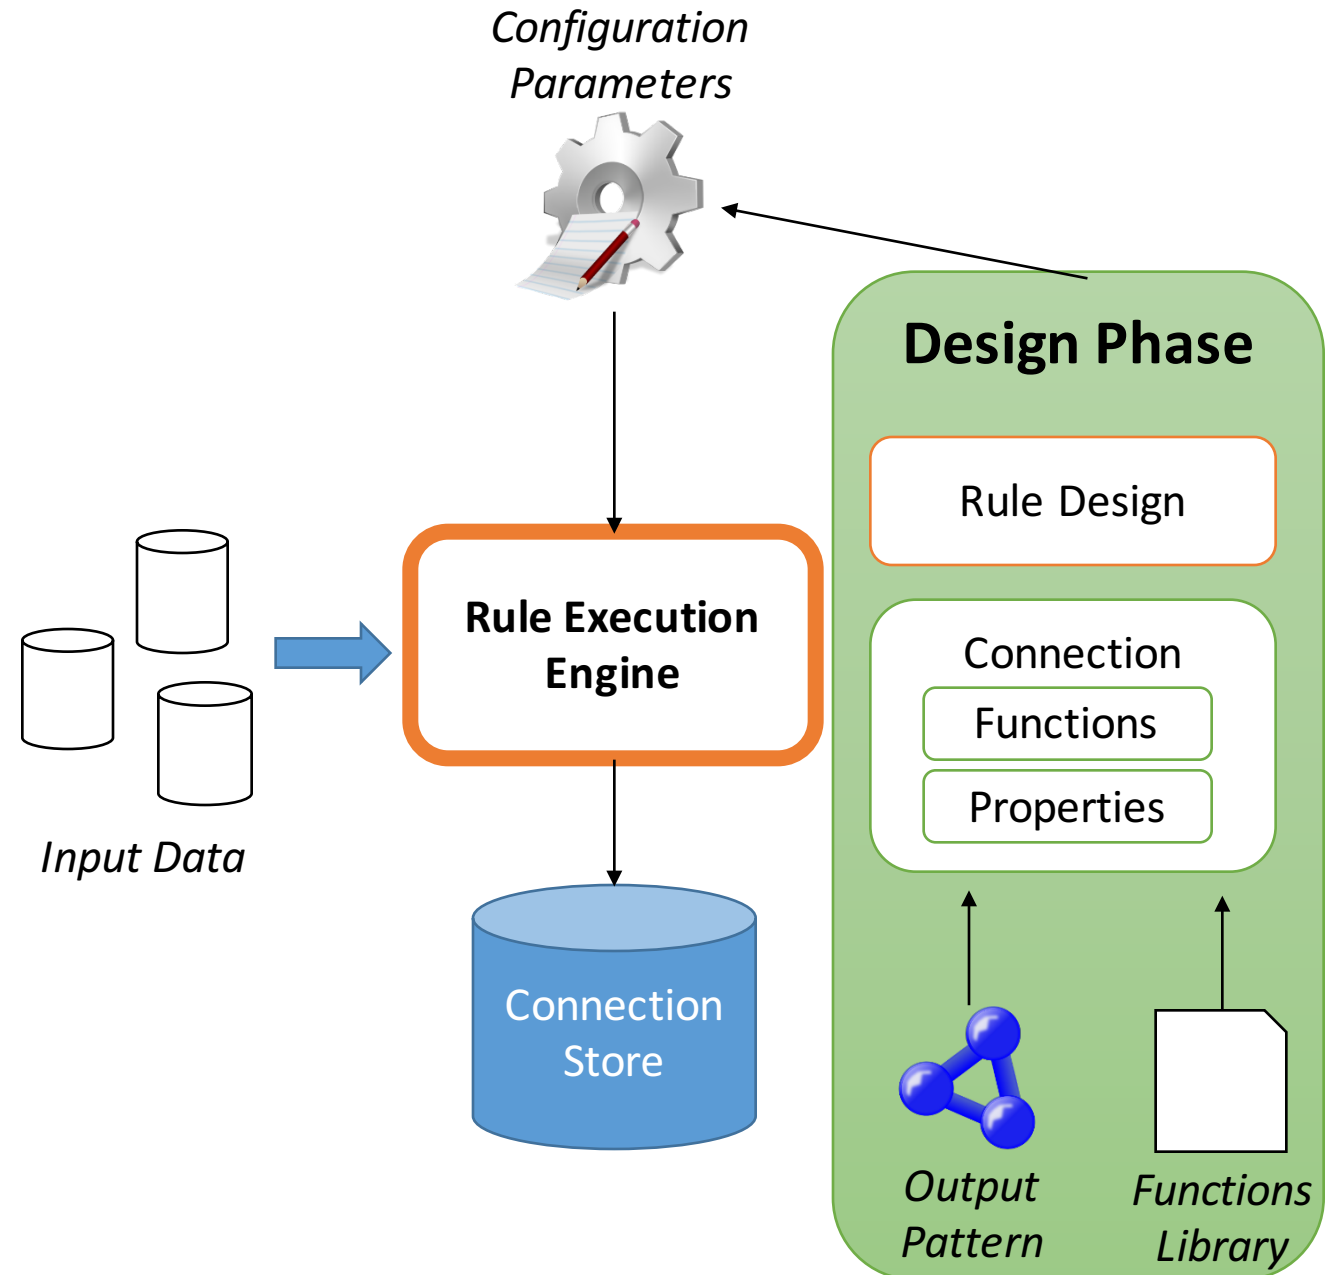 Configuration
Parameters
Design Phase
Rule Design
Rule Execution
Engine
Connection
Functions
Properties
Input Data
Connection
Store
Output
Pattern
Functions
Library